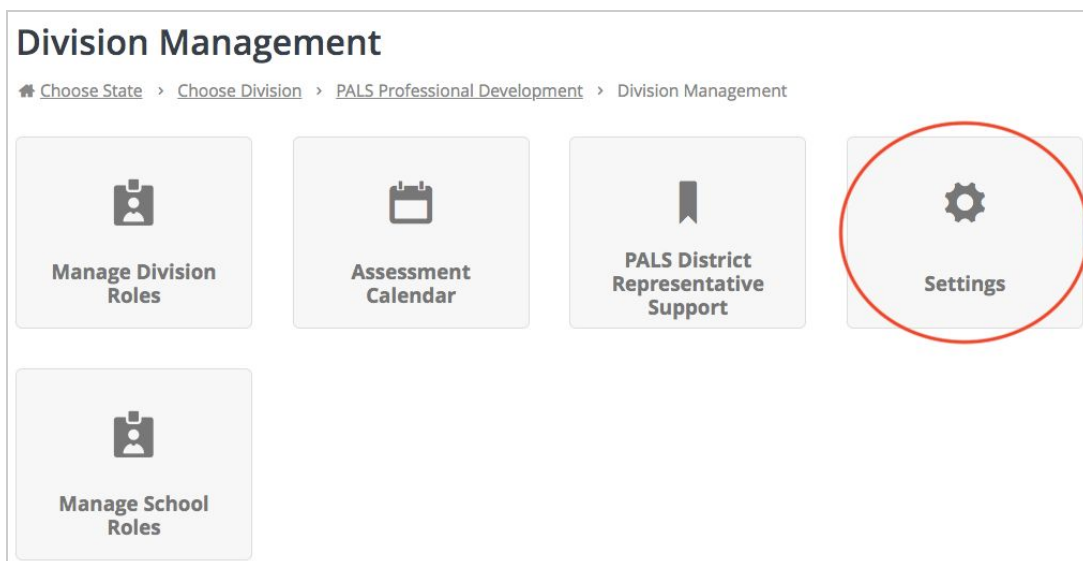 Division Management
Choose State > Choose Division > PALS Professional Development > Division Management
Manage Division
Roles
Assessment
Calendar
PALS District
Representative
Support
Settings
Manage School
Roles